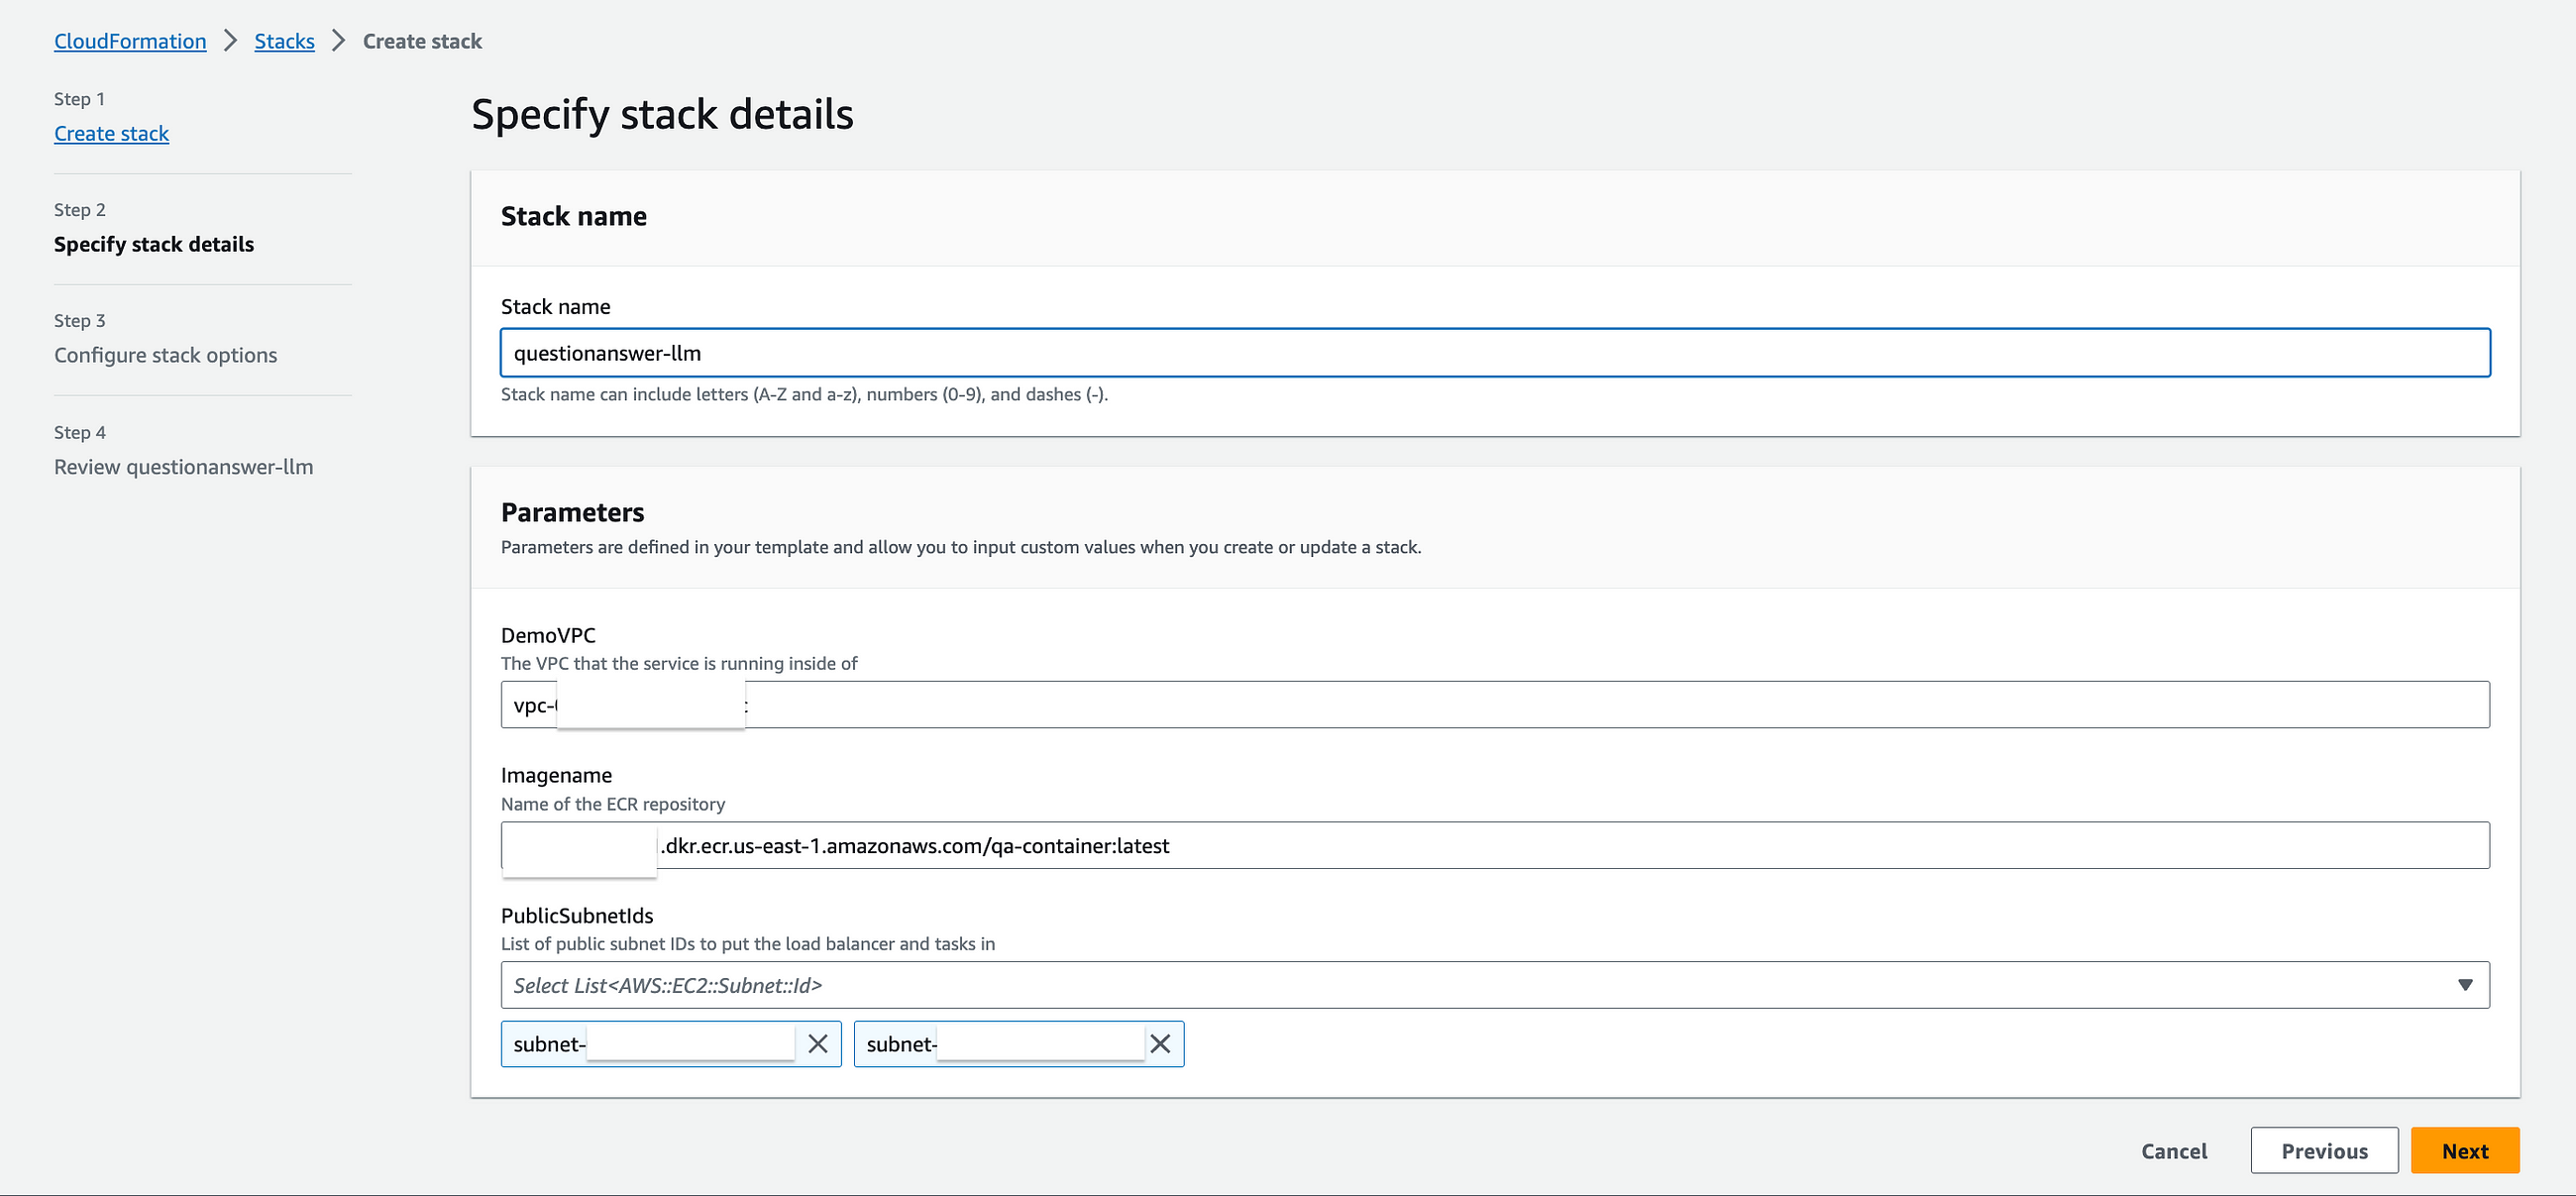 CloudFormation > Stacks > Create stack
Step 1
Create stack
Step 2
Specify stack details
Step 3
Configure stack options
Step 4
Review questionanswer-llm
Specify stack details
Stack name
Stack name
questionanswer-llm
Stack name can include letters (A-Z and a-z), numbers (0-9), and dashes (-).
Parameters
Parameters are defined in your template and allow you to input custom values when you create or update a stack.
DemoVPC
The VPC that the service is running inside of
vpc-
Imagename
Name of the ECR repository
.dkr.ecr.us-east-1.amazonaws.com/qa-container:latest
PublicSubnetIds
List of public subnet IDs to put the load balancer and tasks in
Select List<AWS::EC2::Subnet::Id>
subnet- subnet-
Cancel Previous Next